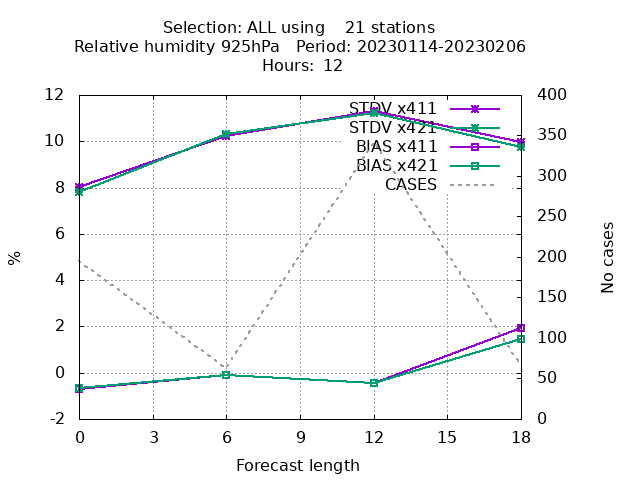 Selection: ALL using    21 stations
Relative humidity 925hPa   Period: 20230114-20230206
Hours: 12
12
10
8
6
4
2
0
-2
400
350
300
250
200
150
100
50
0
%
No cases
STDV x411
STDV x421
BIAS x411
BIAS x421
CASES
0 3 6 9 12 15 18
Forecast length